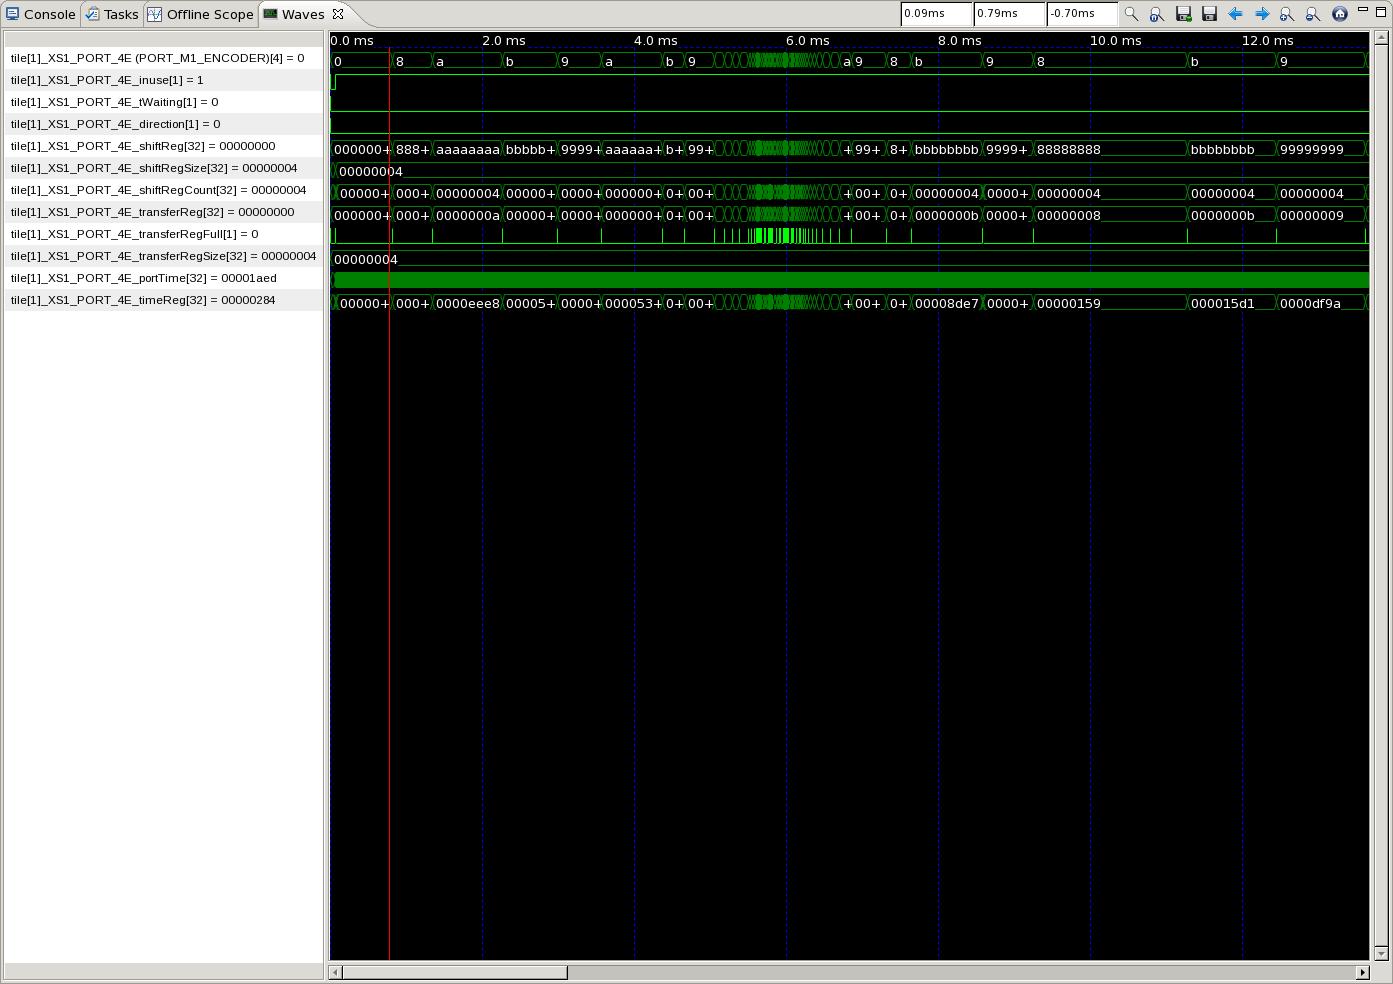 Console Tasks Offline Scope Waves 0.09ms 0.79ms -0.70ms
0.0 ms 2.0 ms 4.0 ms 6.0 ms 8.0 ms 10.0 ms 12.0 ms
tile[1]_XS1_PORT_4E (PORT_M1_ENCODER)[4] = 0 0 8 a b 9 a b 9 a 9 8 b 9 8 b 9
tile[1]_XS1_PORT_4E_inuse[1] = 1
tile[1]_XS1_PORT_4E_tWaiting[1] = 0
tile[1]_XS1_PORT_4E_direction[1] = 0
tile[1]_XS1_PORT_4E_shiftReg[32] = 00000000 000000+ 888+ aaaaaaaa bbbbb+ 9999+ aaaaaa+ b+ 99+ + 99+ 8+ bbbbbbbb 9999+ 88888888 bbbbbbbb 99999999
tile[1]_XS1_PORT_4E_shiftRegSize[32] = 00000004 00000004
tile[1]_XS1_PORT_4E_shiftRegCount[32] = 00000004 00000+ 000+ 00000004 00000+ 0000+ 000000+ 0+ 00+ + 00+ 0+ 00000004 0000+ 00000004 00000004 00000004
tile[1]_XS1_PORT_4E_transferReg[32] = 00000000 000000+ 000+ 0000000a 00000+ 0000+ 000000+ 0+ 00+ + 00+ 0+ 0000000b 0000+ 00000008 0000000b 00000009
tile[1]_XS1_PORT_4E_transferRegFull[1] = 0
tile[1]_XS1_PORT_4E_transferRegSize[32] = 00000004 00000004
tile[1]_XS1_PORT_4E_portTime[32] = 00001aed
tile[1]_XS1_PORT_4E_timeReg[32] = 00000284 00000+ 000+ 0000eee8 00005+ 0000+ 000053+ 0+ 00+ + 00+ 0+ 00008de7 0000+ 00000159 000015d1 0000df9a